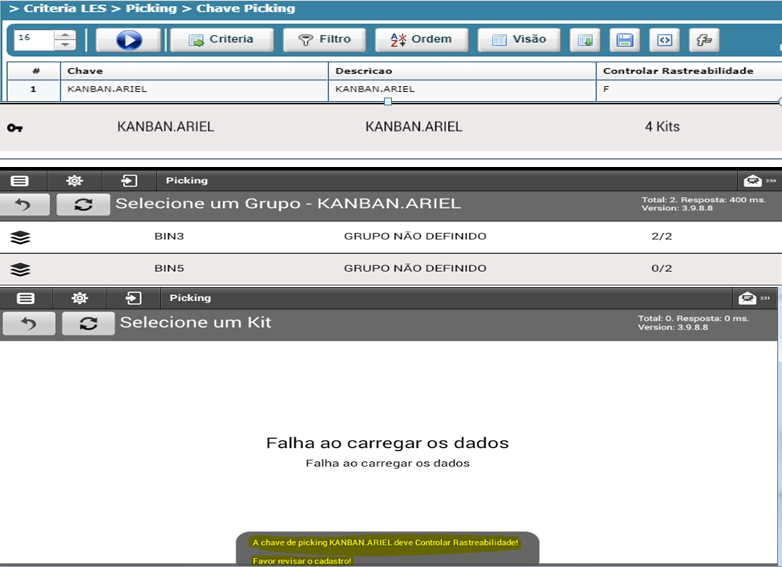 > Criteria LES > Picking > Chave Picking
16 Criteria Filtro Ordem Visão
# Chave Descricao Controlar Rastreabilidade
1 KANBAN.ARIEL KANBAN.ARIEL F
KANBAN.ARIEL KANBAN.ARIEL 4 Kits
Picking
Selecione um Grupo - KANBAN.ARIEL Total: 2. Resposta: 400 ms.
Version: 3.9.8.8
BIN3 GRUPO NÃO DEFINIDO 2/2
BIN5 GRUPO NÃO DEFINIDO 0/2
Picking
Selecione um Kit Total: 0. Resposta: 0 ms.
Version: 3.9.8.8
Falha ao carregar os dados
Falha ao carregar os dados
A chave de picking KANBAN.ARIEL deve Controlar Rastreabilidade!
Favor revisar o cadastro!